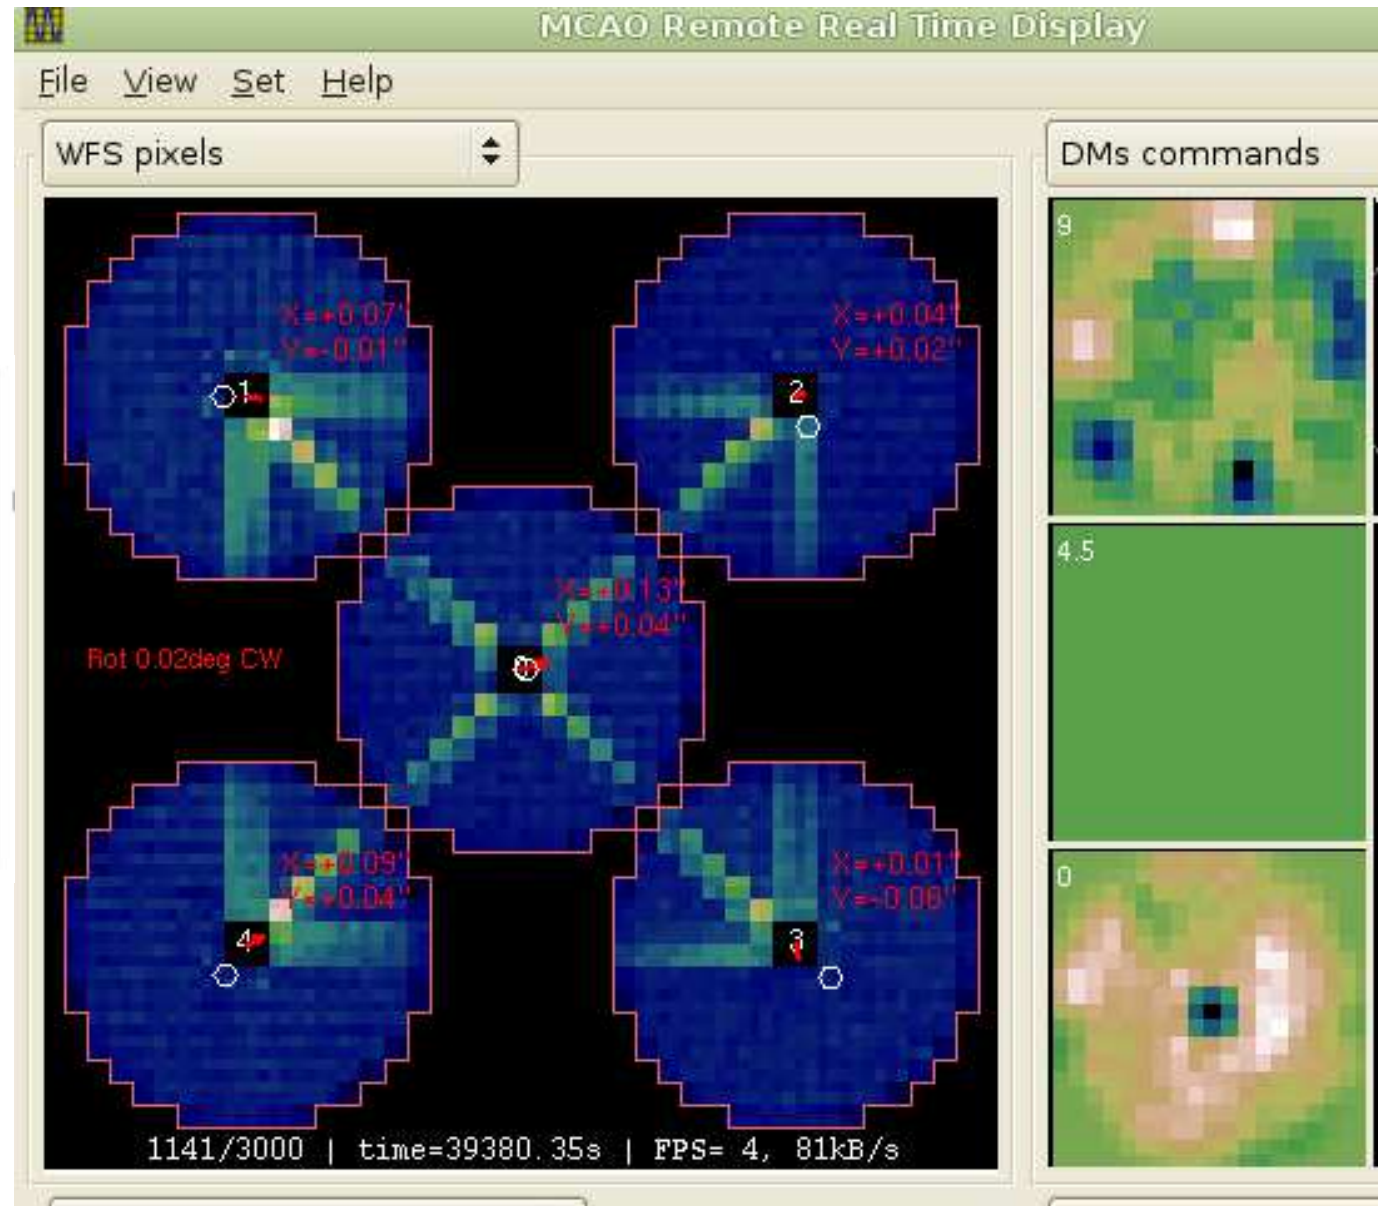 MCAO Remote Real Time Display
File View Set Help
WFS pixels
DMs commands
9
X=+0.07"
Y=-0.01"
X=+0.04"
Y=+0.02"
1
2
4.5
X=+0.13"
Y=+0.04"
Rot 0.02deg CW
X=+0.09"
Y=+0.04"
X=+0.01"
0
4
3
1141/3000 | time=39380.35s | FPS= 4, 81kB/s